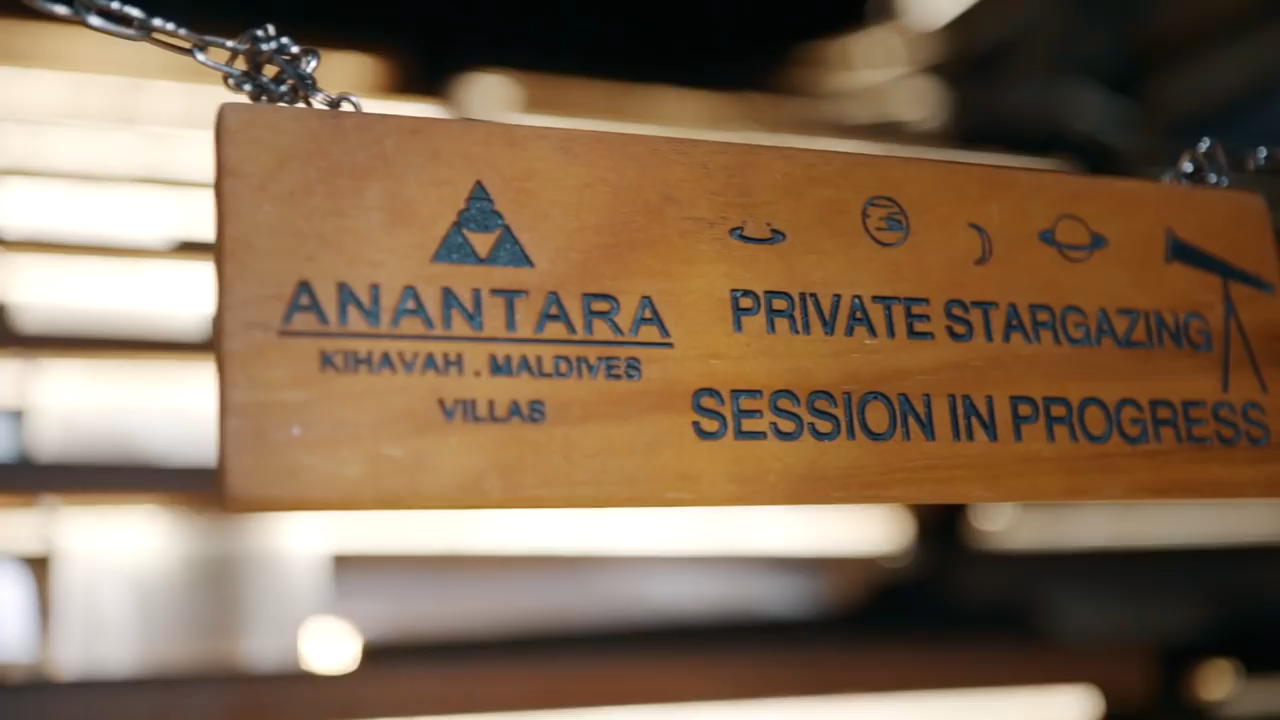 ANANTARA
KIHAVAH . MALDIVES
VILLAS
PRIVATE STARGAZING
SESSION IN PROGRESS